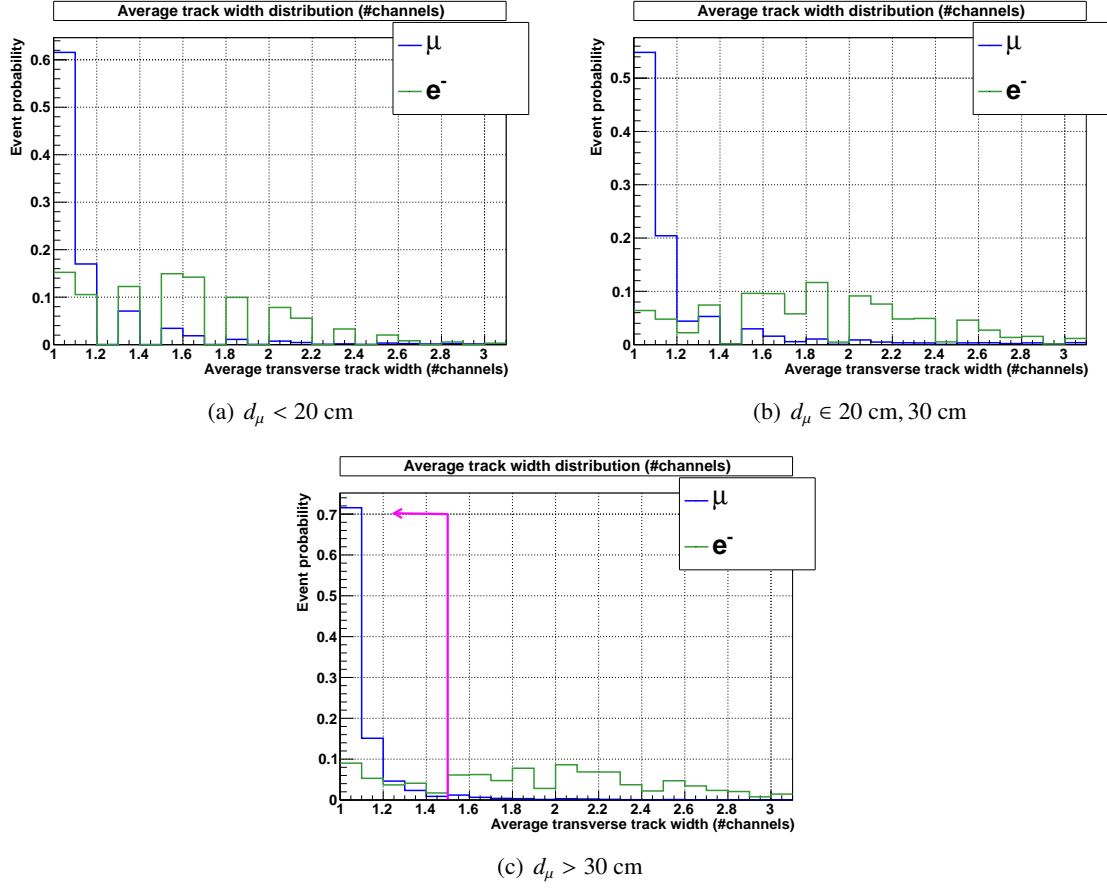 Average track width distribution (#channels)
μ
e-
Event probability
0.6
0.5
0.4
0.3
0.2
0.1
0
1 1.2 1.4 1.6 1.8 2 2.2 2.4 2.6 2.8 3
Average transverse track width (#channels)
(a) dμ < 20 cm
Average track width distribution (#channels)
μ
e-
Event probability
0.5
0.4
0.3
0.2
0.1
0
1 1.2 1.4 1.6 1.8 2 2.2 2.4 2.6 2.8 3
Average transverse track width (#channels)
(b) dμ ∈ 20 cm, 30 cm
Average track width distribution (#channels)
μ
e-
Event probability
0.7
0.6
0.5
0.4
0.3
0.2
0.1
0
1 1.2 1.4 1.6 1.8 2 2.2 2.4 2.6 2.8 3
Average transverse track width (#channels)
(c) dμ > 30 cm